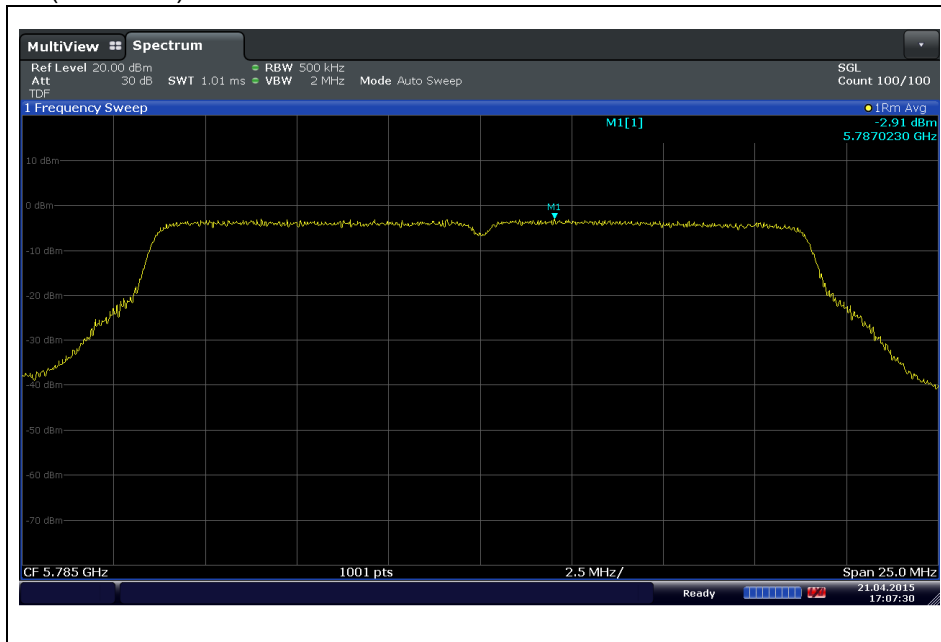 MultiView Spectrum
Ref Level 20.00 dBm RBW 500 kHz SGL
Att 30 dB SWT 1.01 ms VBW 2 MHz Mode Auto Sweep Count 100/100
TDF
1 Frequency Sweep 1Rm Avg
M1[1] -2.91 dBm
5.7870230 GHz
10 dBm
0 dBm
M1
-10 dBm
-20 dBm
-30 dBm
-40 dBm
-50 dBm
-60 dBm
-70 dBm
CF 5.785 GHz 1001 pts 2.5 MHz/ Span 25.0 MHz
Ready 21.04.2015
17:07:30